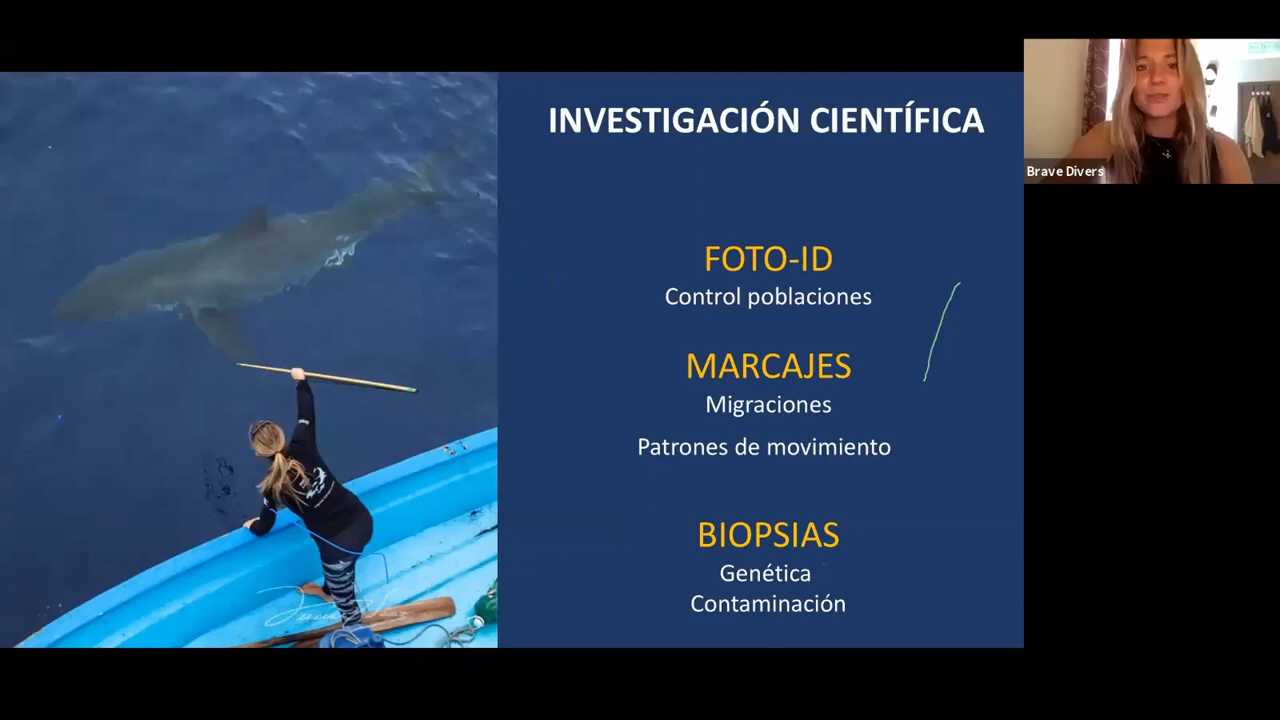 INVESTIGACIÓN CIENTÍFICA
FOTO-ID
Control poblaciones
MARCAJES
Migraciones
Patrones de movimiento
BIOPSIAS
Genética
Contaminación
Brave Divers